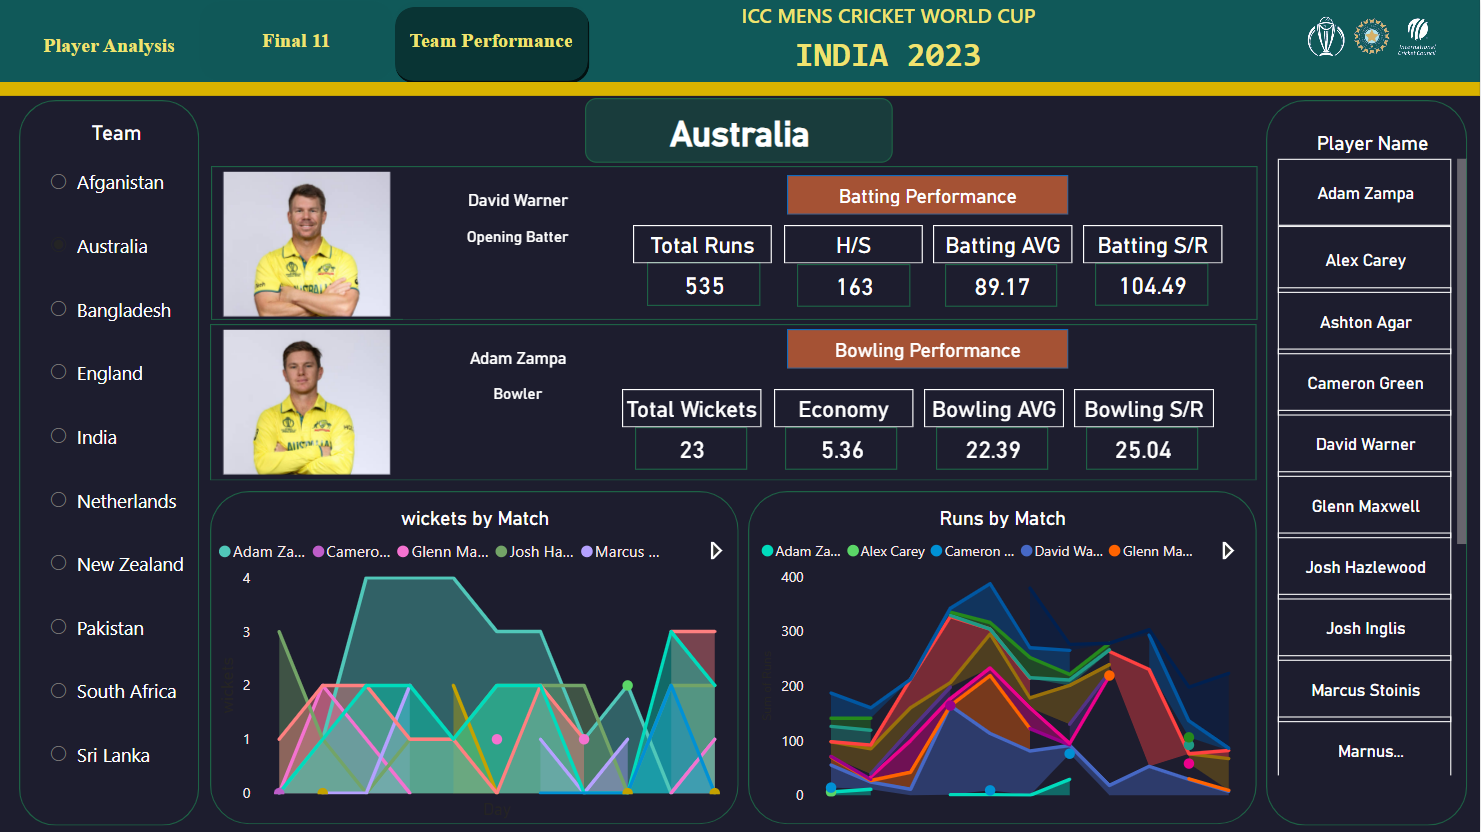 Player Analysis
Final 11
Team Performance
ICC MENS CRICKET WORLD CUP
INDIA 2023
International
Cricket Council
Team
Afganistan
Australia
Bangladesh
England
India
Netherlands
New Zealand
Pakistan
South Africa
Sri Lanka
Australia
David Warner
Opening Batter
Batting Performance
Total Runs
H/S
Batting AVG
Batting S/R
535
163
89.17
104.49
Adam Zampa
Bowler
Bowling Performance
Total Wickets
Economy
Bowling AVG
Bowling S/R
23
5.36
22.39
25.04
wickets by Match
Adam Za... Camero... Glenn Ma... Josh Ha... Marcus ...
4
3
2
1
0
Day
Runs by Match
Adam Za... Alex Carey Cameron ... David Wa... Glenn Ma...
400
300
200
100
0
Player Name
Adam Zampa
Alex Carey
Ashton Agar
Cameron Green
David Warner
Glenn Maxwell
Josh Hazlewood
Josh Inglis
Marcus Stoinis
Marnus...